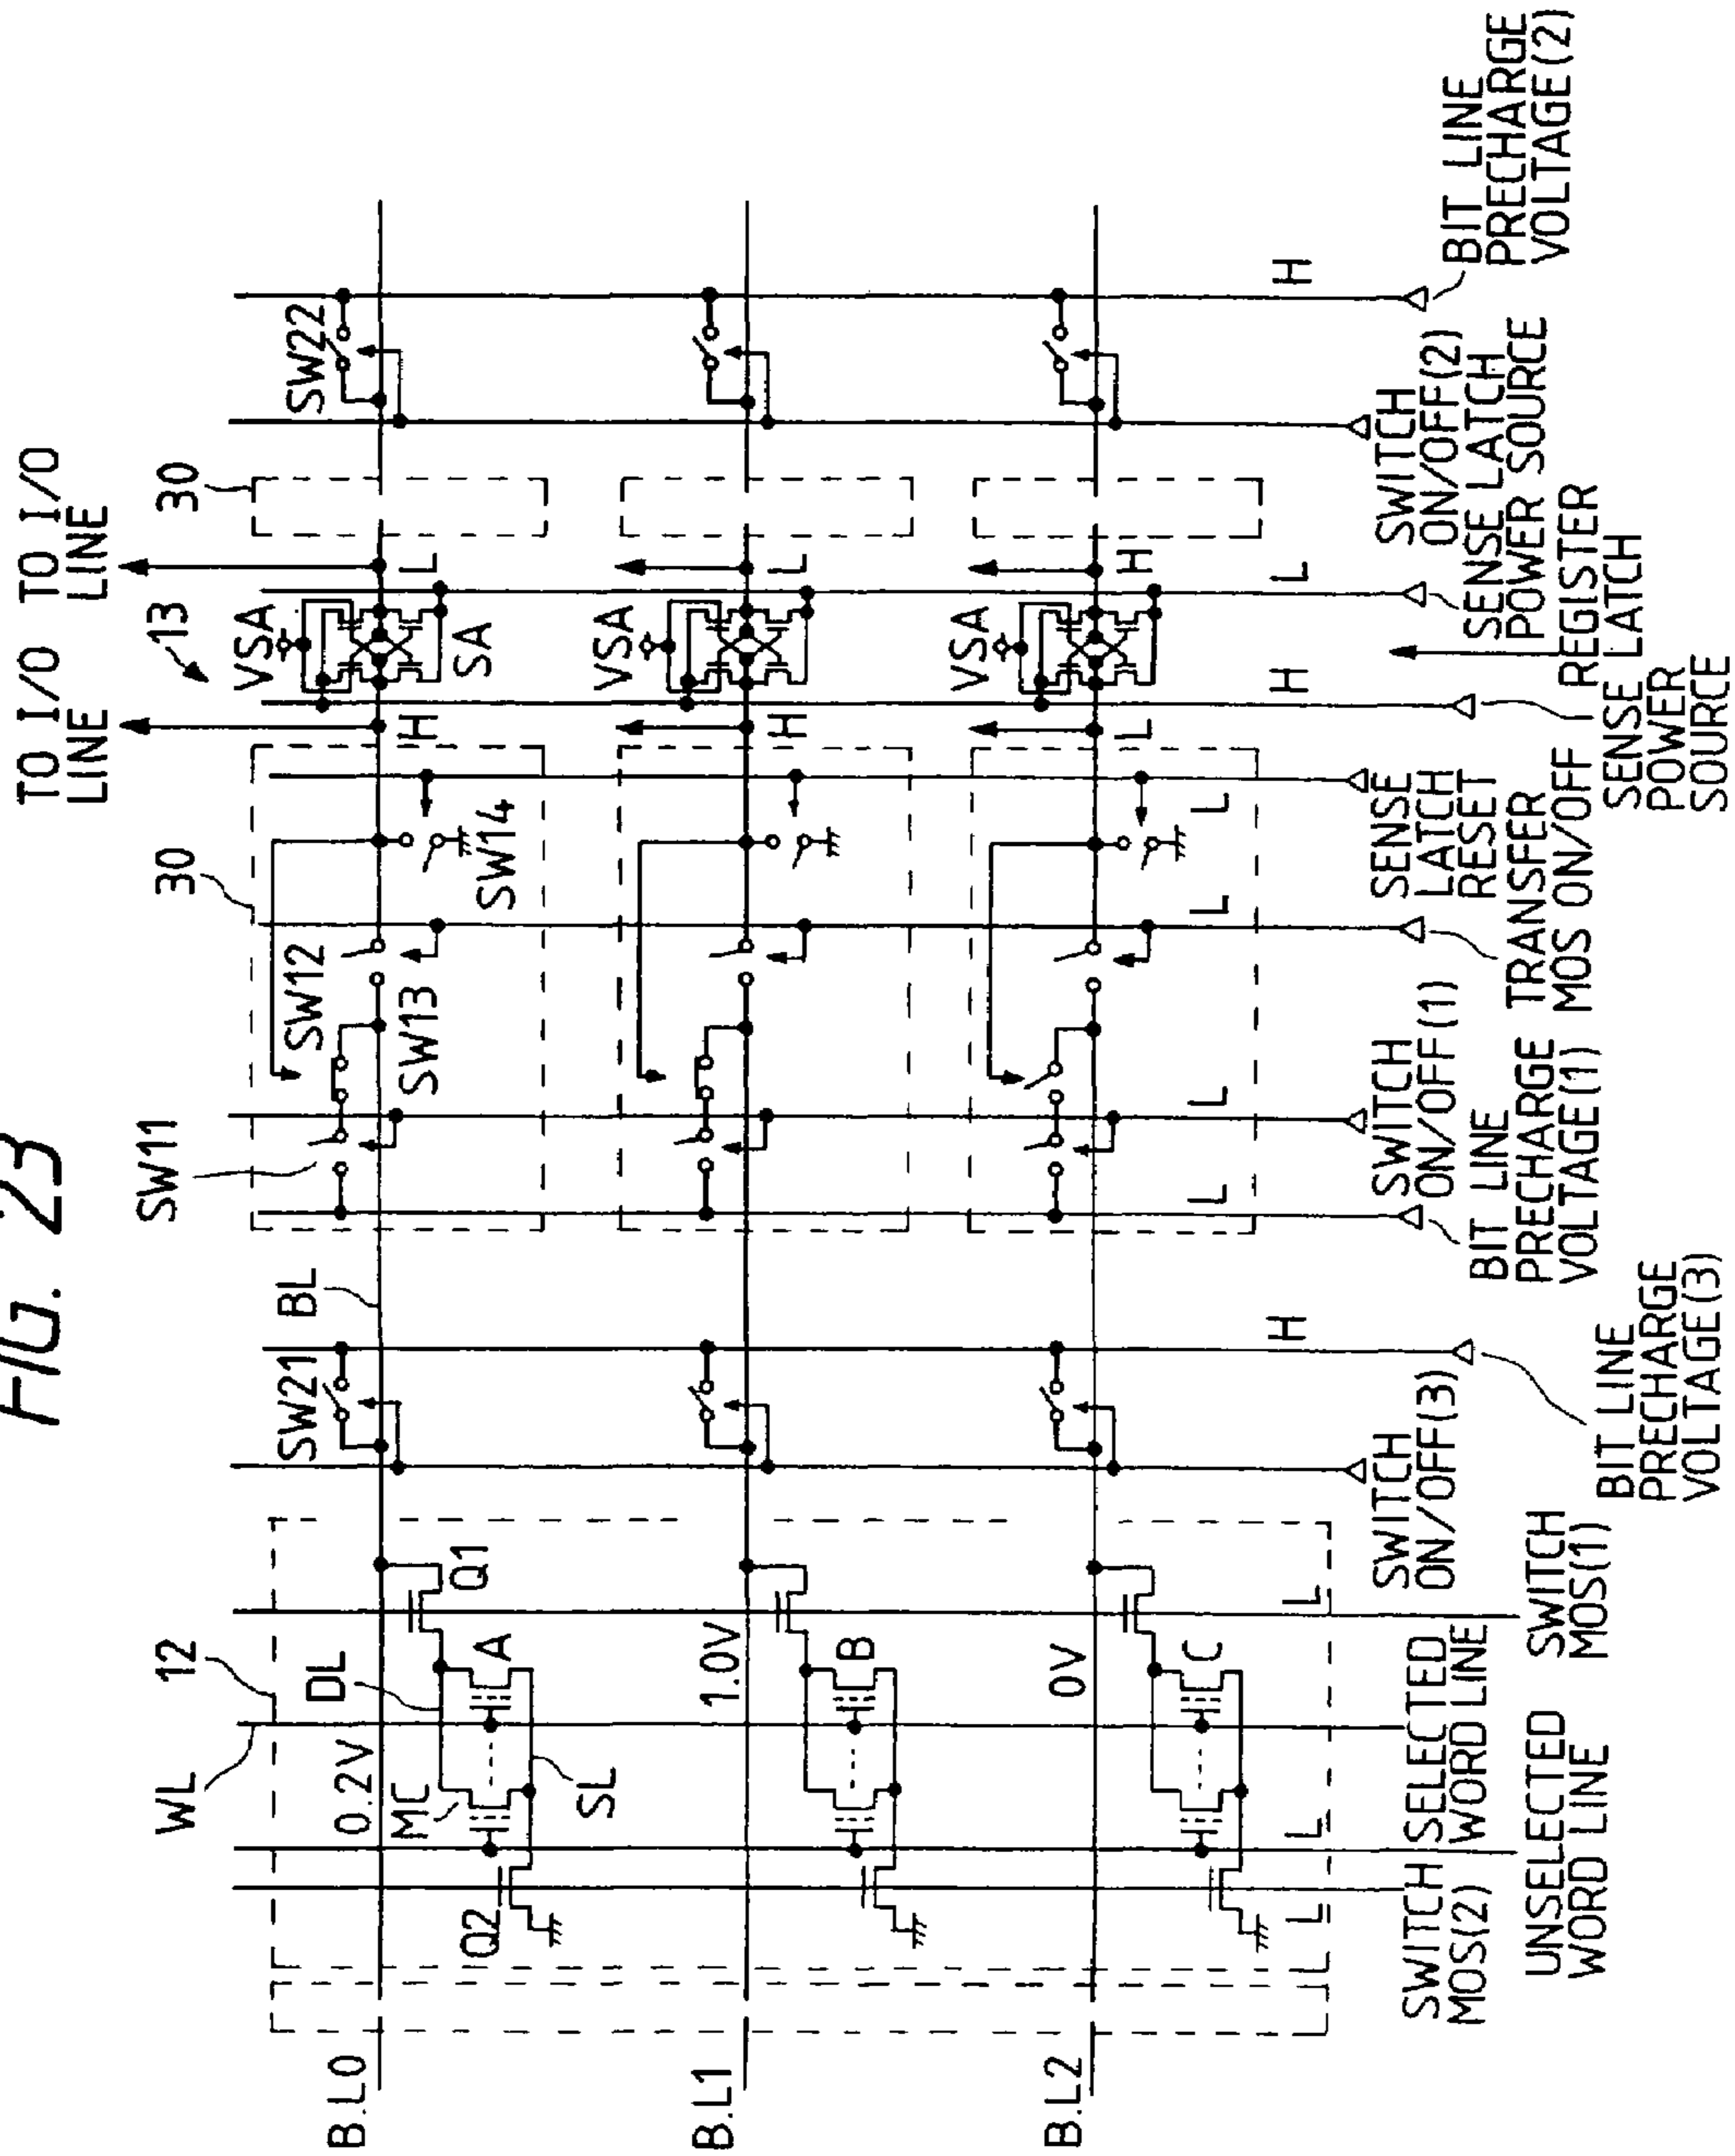 FIG. 23
TO I/O LINE
TO I/O LINE
13
30
30
12
WL
SW11
SW12
SW13
SW14
SW21
SW22
BL
VSA
SA
H
L
Q1
Q2
DL
MC
SL
A
0.2V
B.L0
VSA
H
L
B
1.0V
B.L1
VSA
L
H
C
0V
B.L2
L
L
L
H
L
L
L
L
H
L
H
SWITCH
MOS(2)
UNSELECTED
WORD LINE
SELECTED
WORD LINE
SWITCH
MOS(1)
SWITCH
ON/OFF(3)
BIT LINE
PRECHARGE
VOLTAGE(3)
BIT LINE
PRECHARGE
VOLTAGE(1)
SWITCH
ON/OFF(1)
TRANSFER
MOS ON/OFF
SENSE
LATCH
RESET
SENSE LATCH
POWER
SOURCE
REGISTER
SENSE LATCH
POWER SOURCE
SWITCH
ON/OFF(2)
BIT LINE
PRECHARGE
VOLTAGE(2)